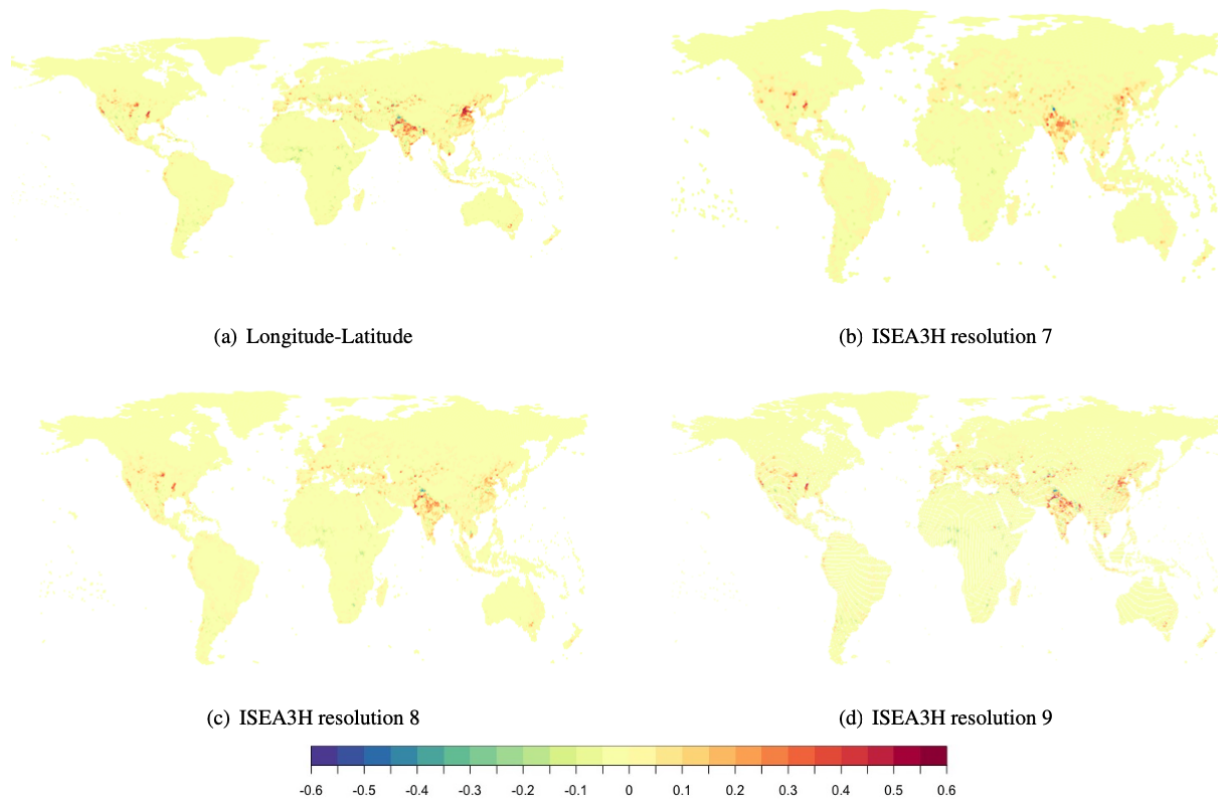 (a) Longitude-Latitude
(b) ISEA3H resolution 7
(c) ISEA3H resolution 8
(d) ISEA3H resolution 9
-0.6 -0.5 -0.4 -0.3 -0.2 -0.1 0 0.1 0.2 0.3 0.4 0.5 0.6